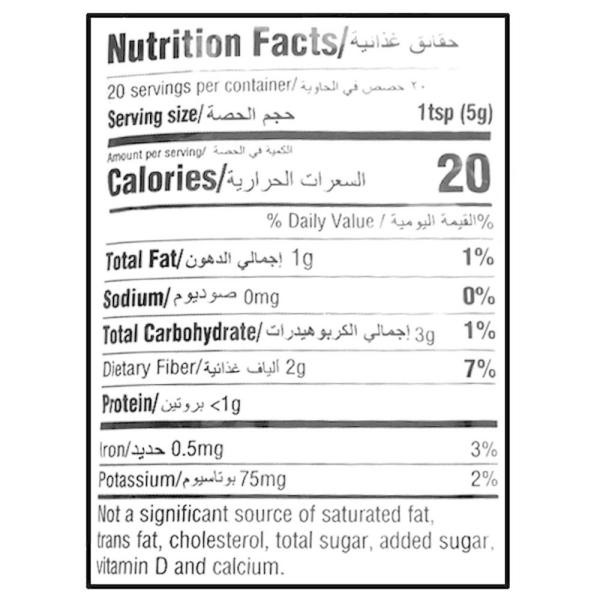 Nutrition Facts/حقائق غذائية
20 servings per container/٢٠ حصص في الحاوية
Serving size/حجم الحصة 1tsp (5g)
Amount per serving/ الكمية في الحصة
Calories/السعرات الحرارية 20
% Daily Value / القيمة اليومية%
Total Fat/إجمالي الدهون 1g 1%
Sodium/صوديوم 0mg 0%
Total Carbohydrate/إجمالي الكربوهيدرات 3g 1%
Dietary Fiber/ألياف غذائية 2g 7%
Protein/بروتين <1g
Iron/حديد 0.5mg 3%
Potassium/بوتاسيوم 75mg 2%
Not a significant source of saturated fat,
trans fat, cholesterol, total sugar, added sugar,
vitamin D and calcium.